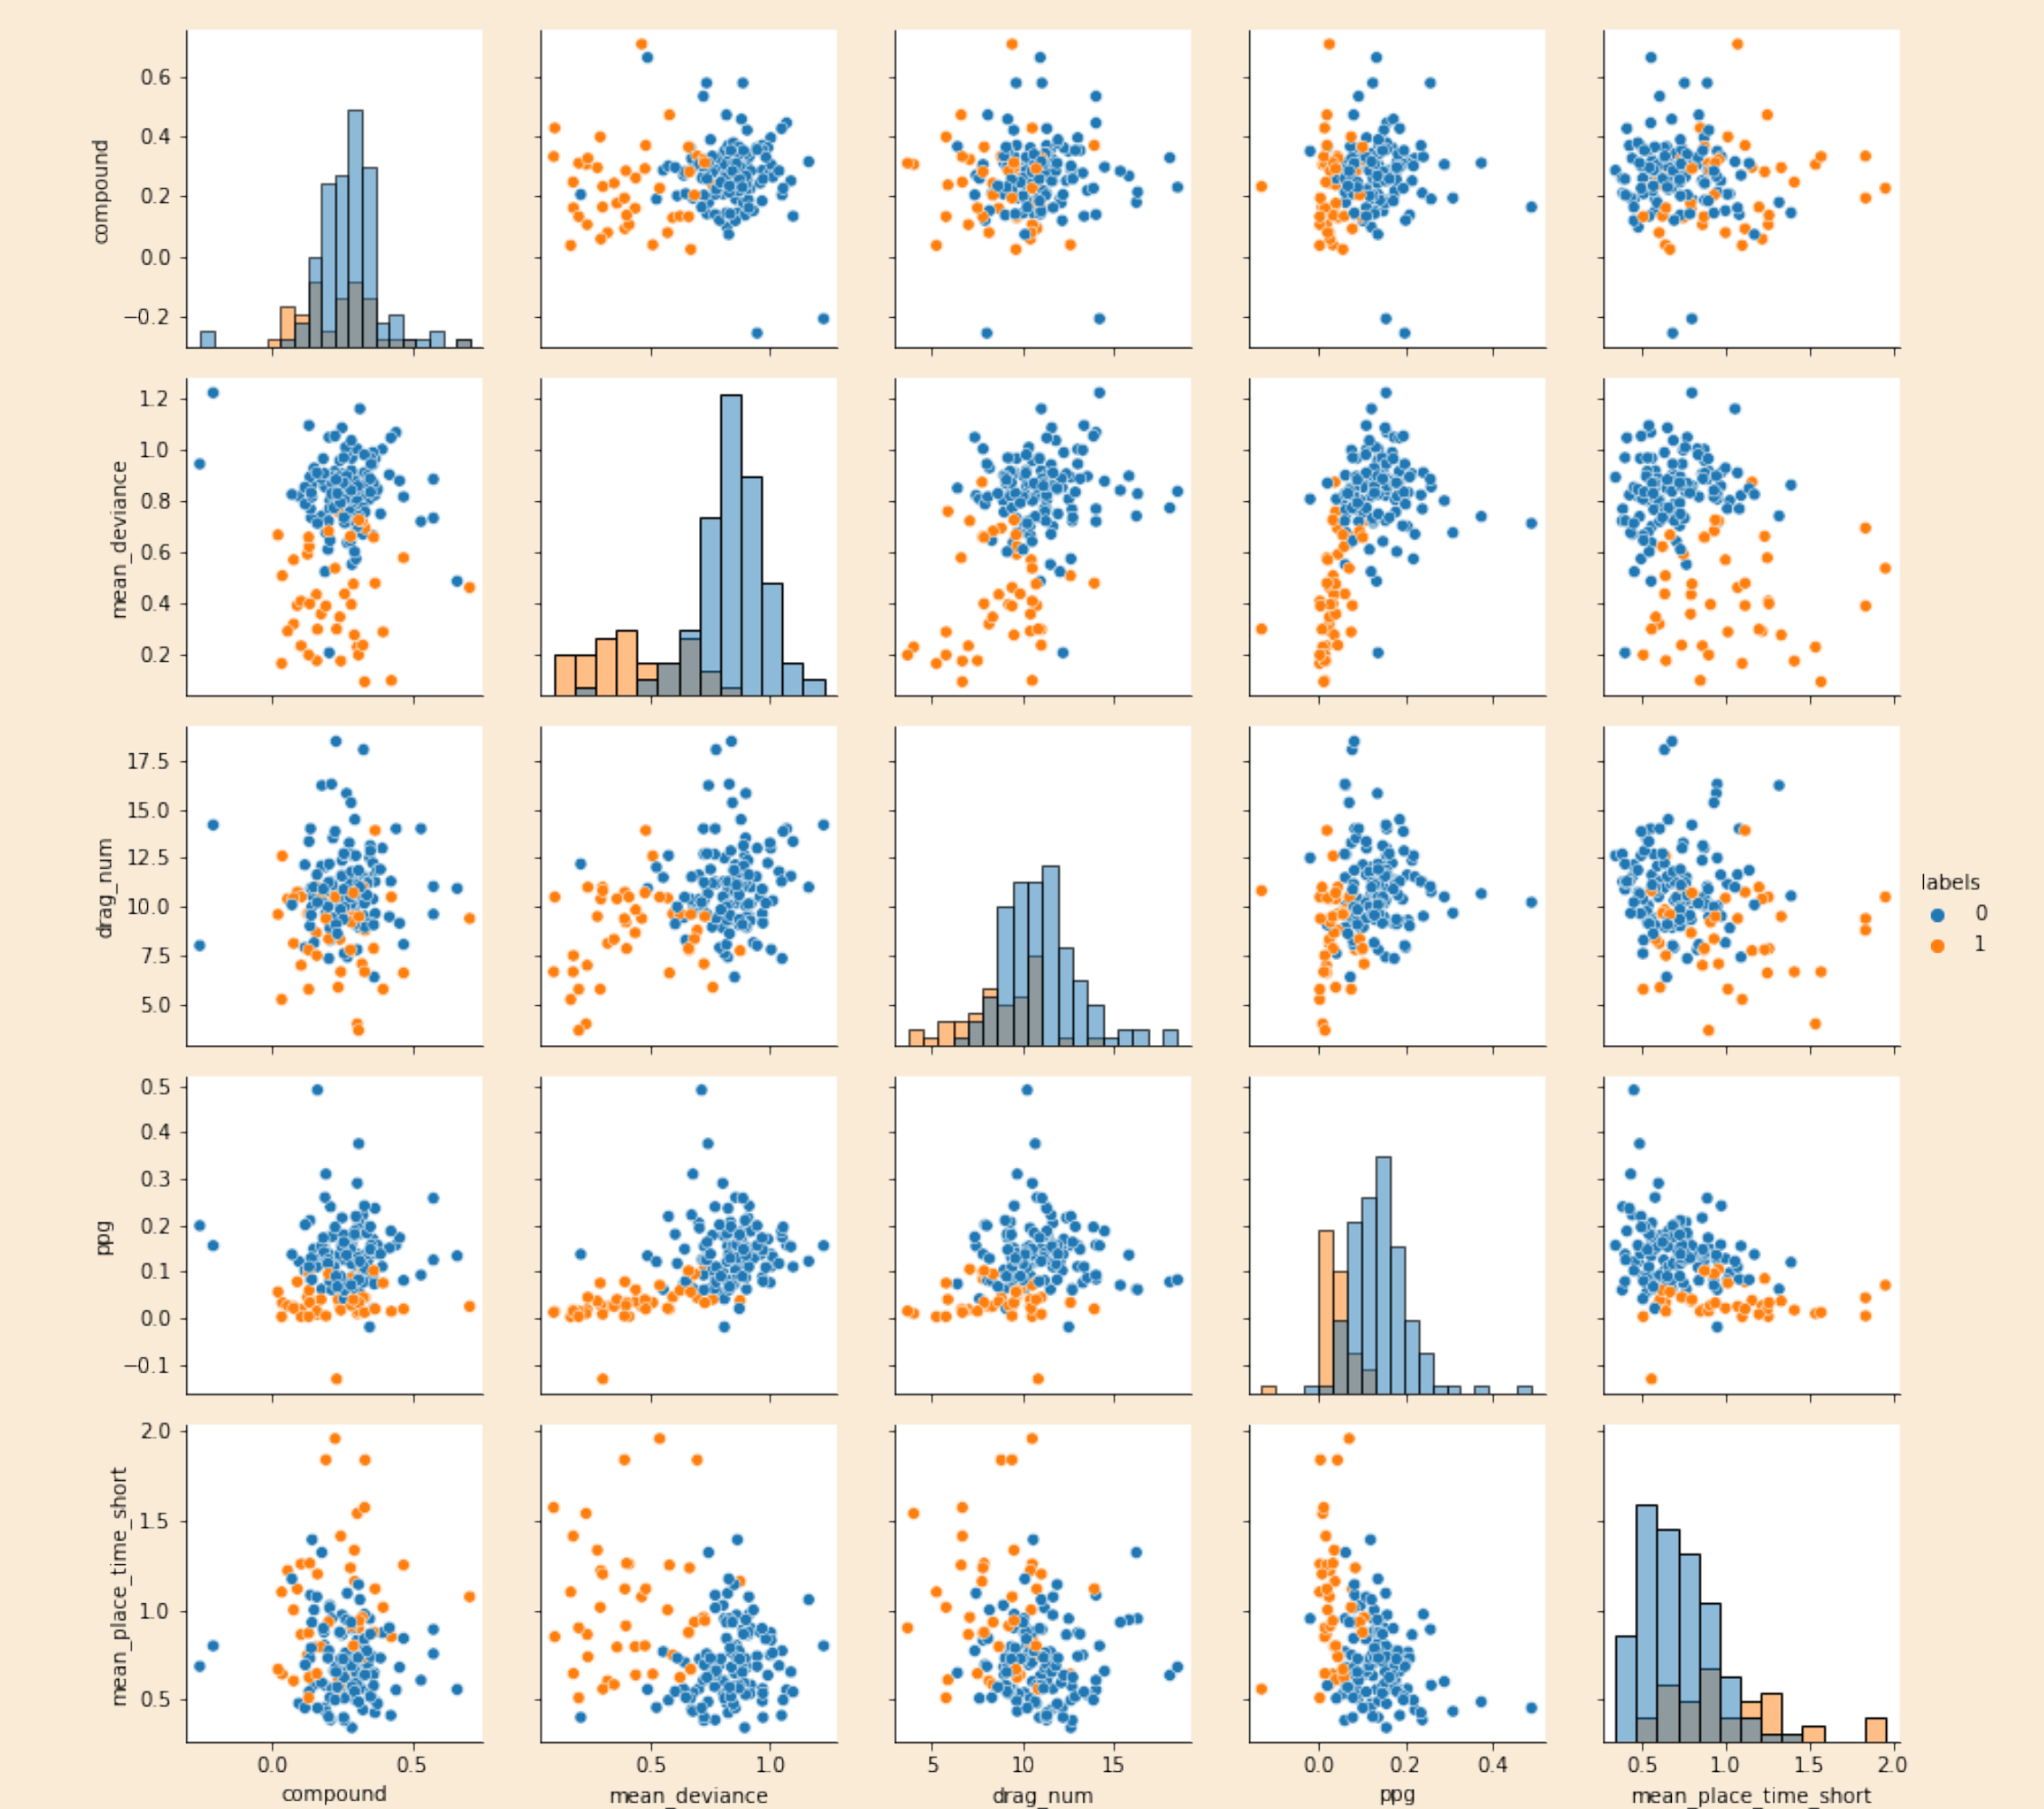 0.6
0.4
0.2
0.0
−0.2
compound
1.2
1.0
0.8
0.6
0.4
0.2
mean_deviance
17.5
15.0
12.5
10.0
7.5
5.0
drag_num
labels
0
1
0.5
0.4
0.3
0.2
0.1
0.0
−0.1
ppg
2.0
1.5
1.0
0.5
mean_place_time_short
0.0 0.5
compound
0.5 1.0
mean_deviance
5 10 15
drag_num
0.0 0.2 0.4
ppg
0.5 1.0 1.5 2.0
mean_place_time_short